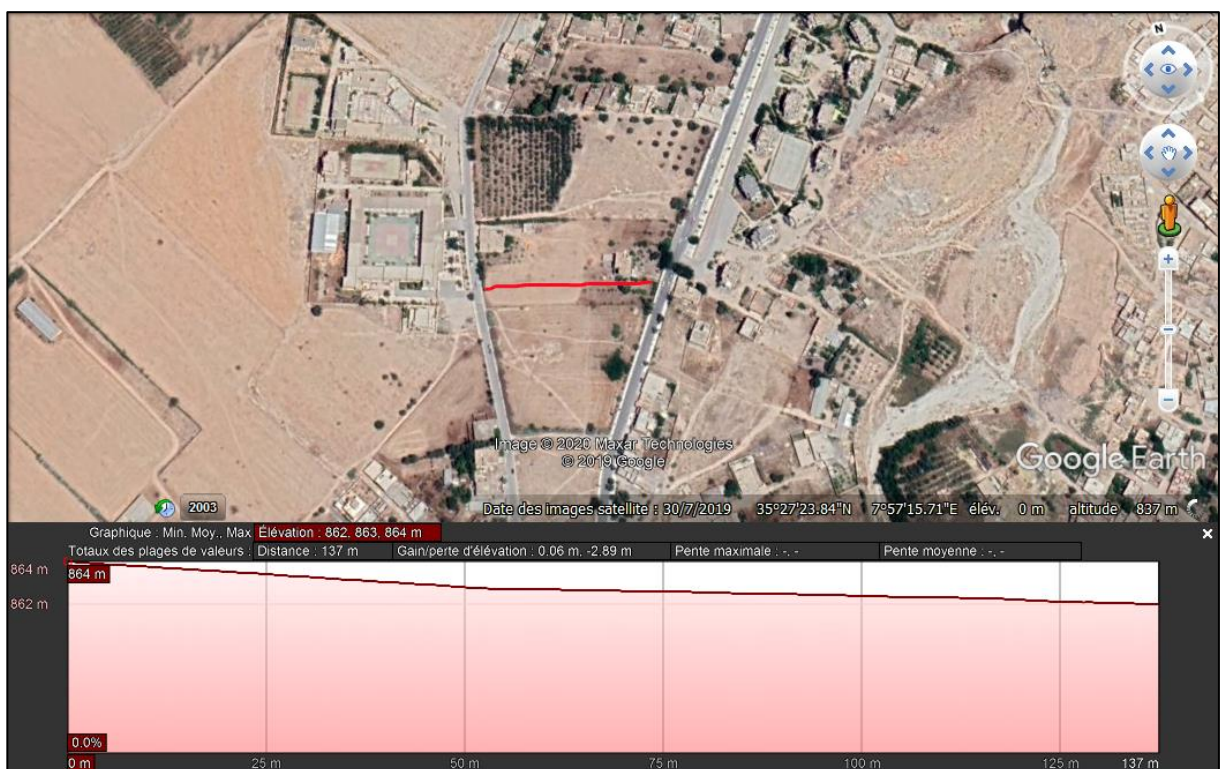 N
Image © 2020 Maxar Technologies
© 2019 Google
Google Earth
2003
Date des images satellite : 30/7/2019 35°27'23.84"N 7°57'15.71"E élév. 0 m altitude 837 m
Graphique : Min. Moy., Max Élévation : 862, 863, 864 m
Totaux des plages de valeurs : Distance : 137 m Gain/perte d'élévation : 0.06 m, -2.89 m Pente maximale : -, - Pente moyenne : -, -
864 m
864 m
862 m
0.0%
0 m 25 m 50 m 75 m 100 m 125 m 137 m